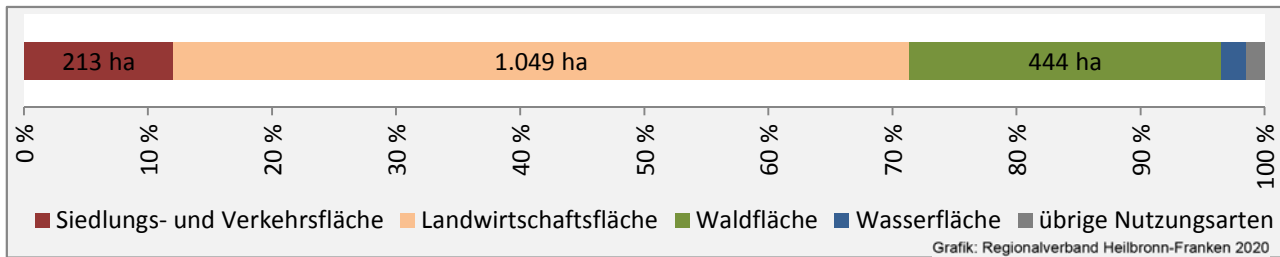 213 ha 1.049 ha 444 ha
0 % 10 % 20 % 30 % 40 % 50 % 60 % 70 % 80 % 90 % 100 %
Siedlungs- und Verkehrsfläche Landwirtschaftsfläche Waldfläche Wasserfläche übrige Nutzungsarten
Grafik: Regionalverband Heilbronn-Franken 2020